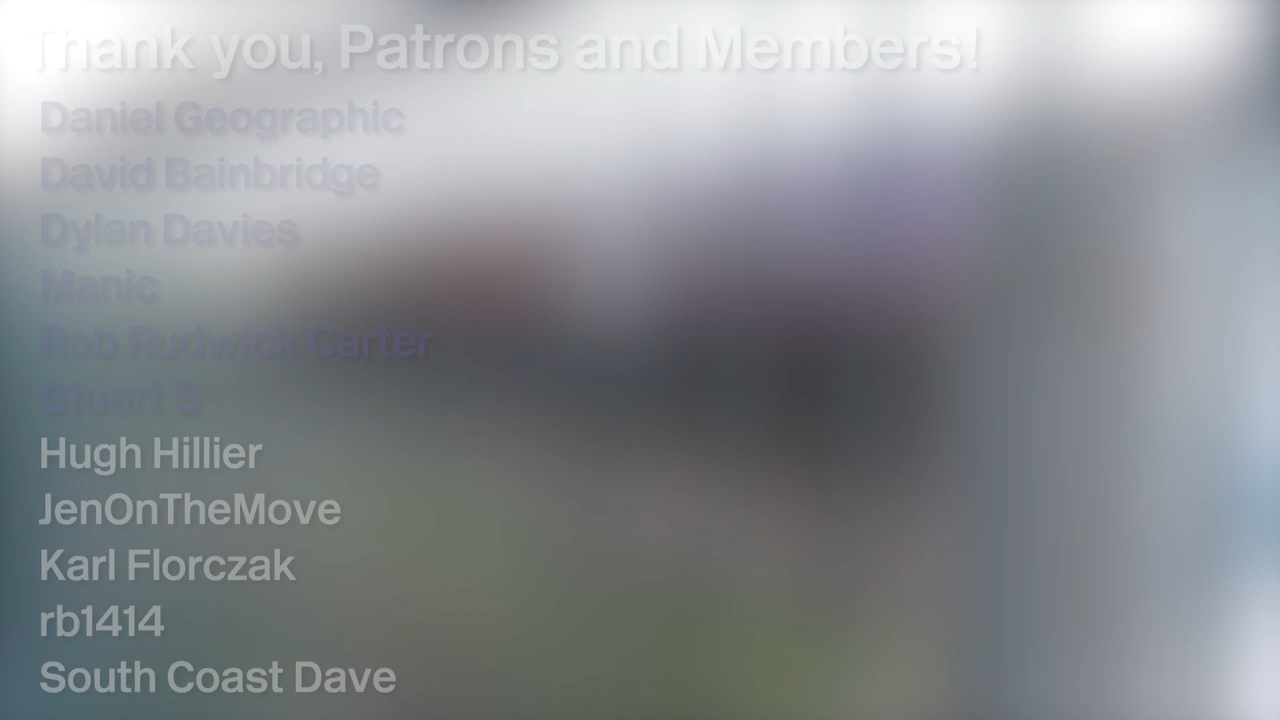 Thank you, Patrons and Members!
Daniel Geographic
David Bainbridge
Dylan Davies
Manic
Rob Rudwick Carter
Stuart S
Hugh Hillier
JenOnTheMove
Karl Florczak
rb1414
South Coast Dave